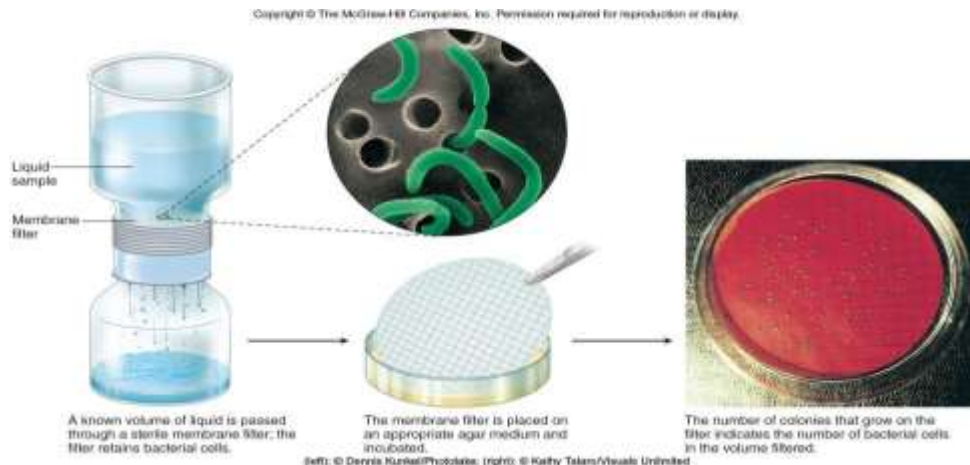 Copyright © The McGraw-Hill Companies, Inc. Permission required for reproduction or display.
Liquid
sample
Membrane
filter
A known volume of liquid is passed
through a sterile membrane filter; the
filter retains bacterial cells.
The membrane filter is placed on
an appropriate agar medium and
incubated.
The number of colonies that grow on the
filter indicates the number of bacterial cells
in the volume filtered.
(left): © Dennis Kunkel/Phototake; (right): © Kathy Talaro/Visuals Unlimited